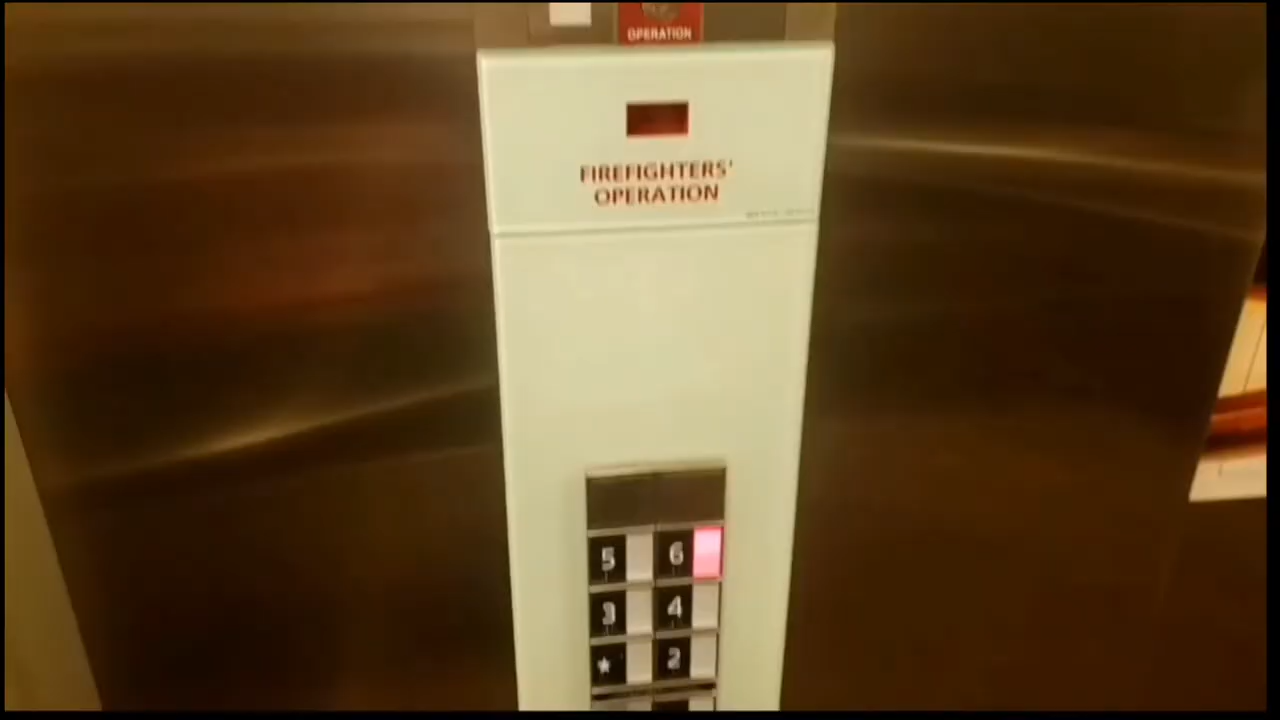 OPERATION
FIREFIGHTERS'
OPERATION
5 6
3 4
★ 2